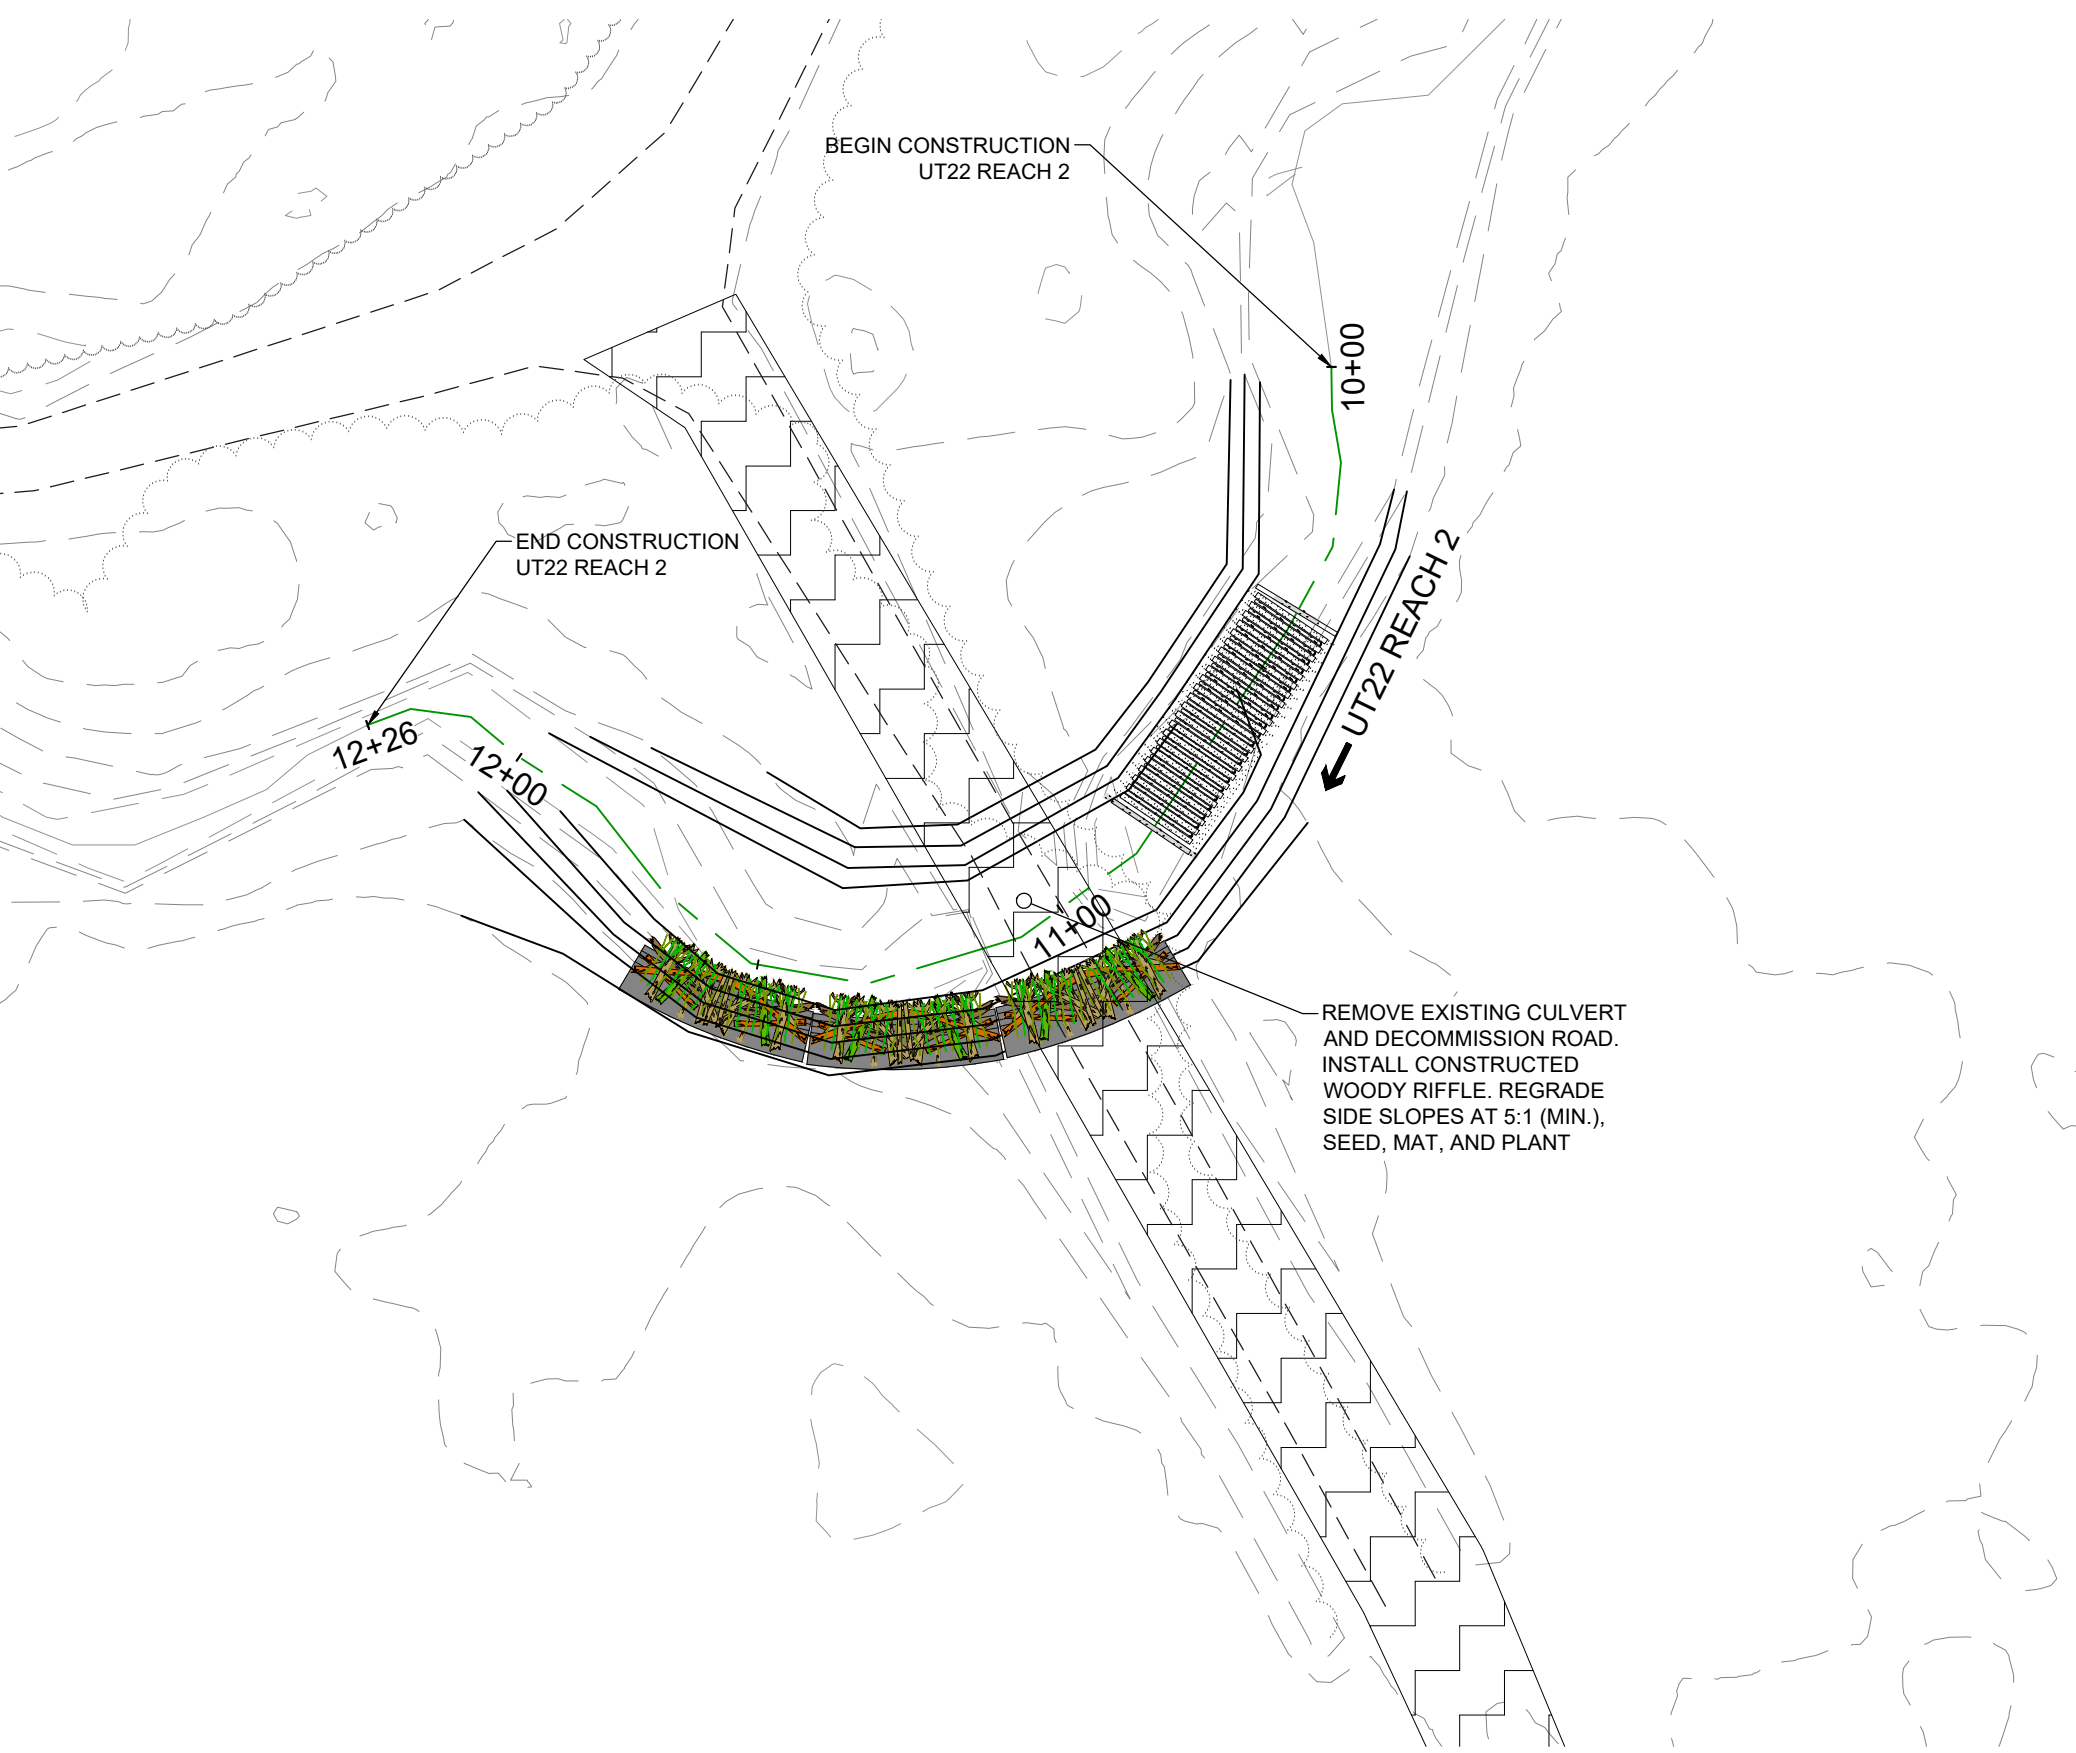 BEGIN CONSTRUCTION
UT22 REACH 2
10+00
END CONSTRUCTION
UT22 REACH 2
UT22 REACH 2
12+26
12+00
11+00
REMOVE EXISTING CULVERT
AND DECOMMISSION ROAD.
INSTALL CONSTRUCTED
WOODY RIFFLE. REGRADE
SIDE SLOPES AT 5:1 (MIN.),
SEED, MAT, AND PLANT